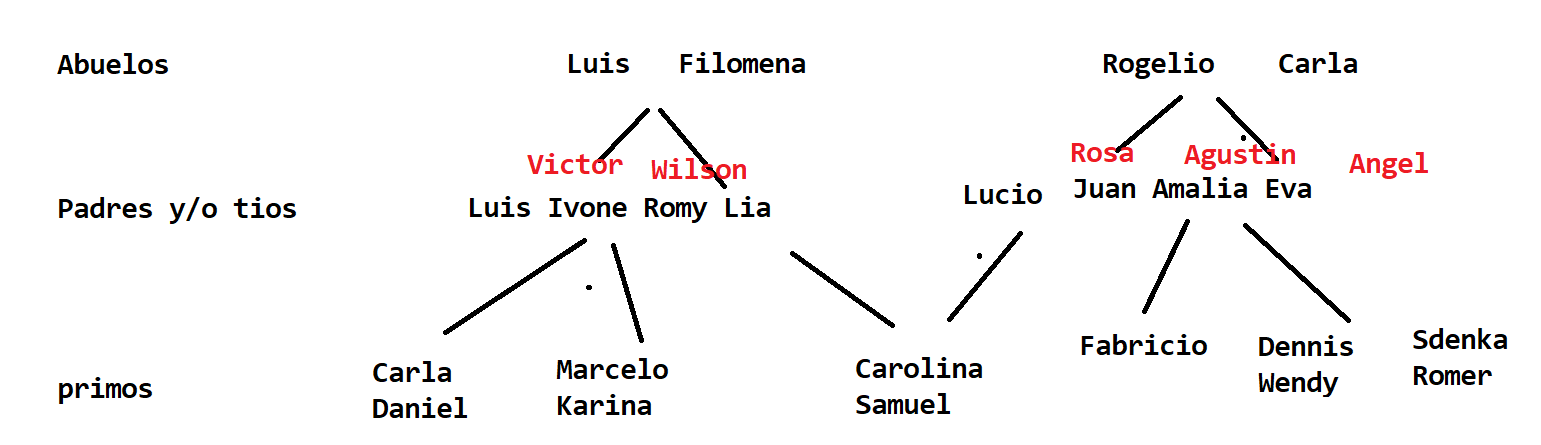 Abuelos Luis Filomena Rogelio Carla
Victor Wilson Rosa Agustin Angel
Padres y/o tios Luis Ivone Romy Lia Lucio Juan Amalia Eva
primos Carla Marcelo Carolina Fabricio Dennis Sdenka
Daniel Karina Samuel Wendy Romer